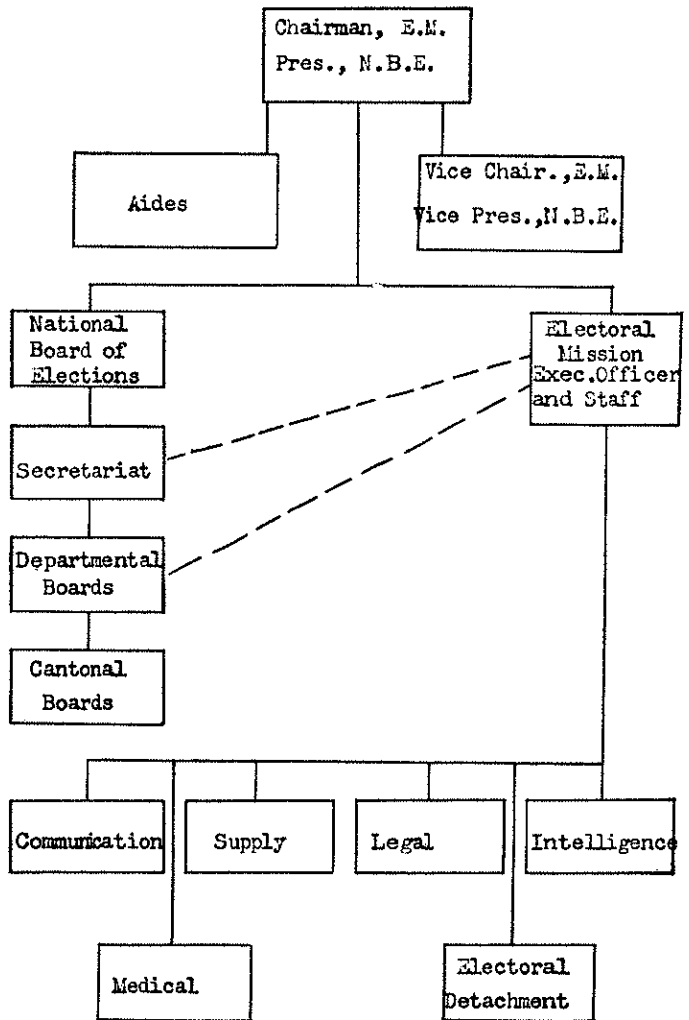 Chairman, E.M.
Pres., N.B.E.
Aides
Vice Chair.,E.M.
Vice Pres.,N.B.E.
National
Board of
Elections
Electoral
Mission
Exec.Officer
and Staff
Secretariat
Departmental
Boards
Cantonal
Boards
Communication
Supply
Legal
Intelligence
Medical
Electoral
Detachment